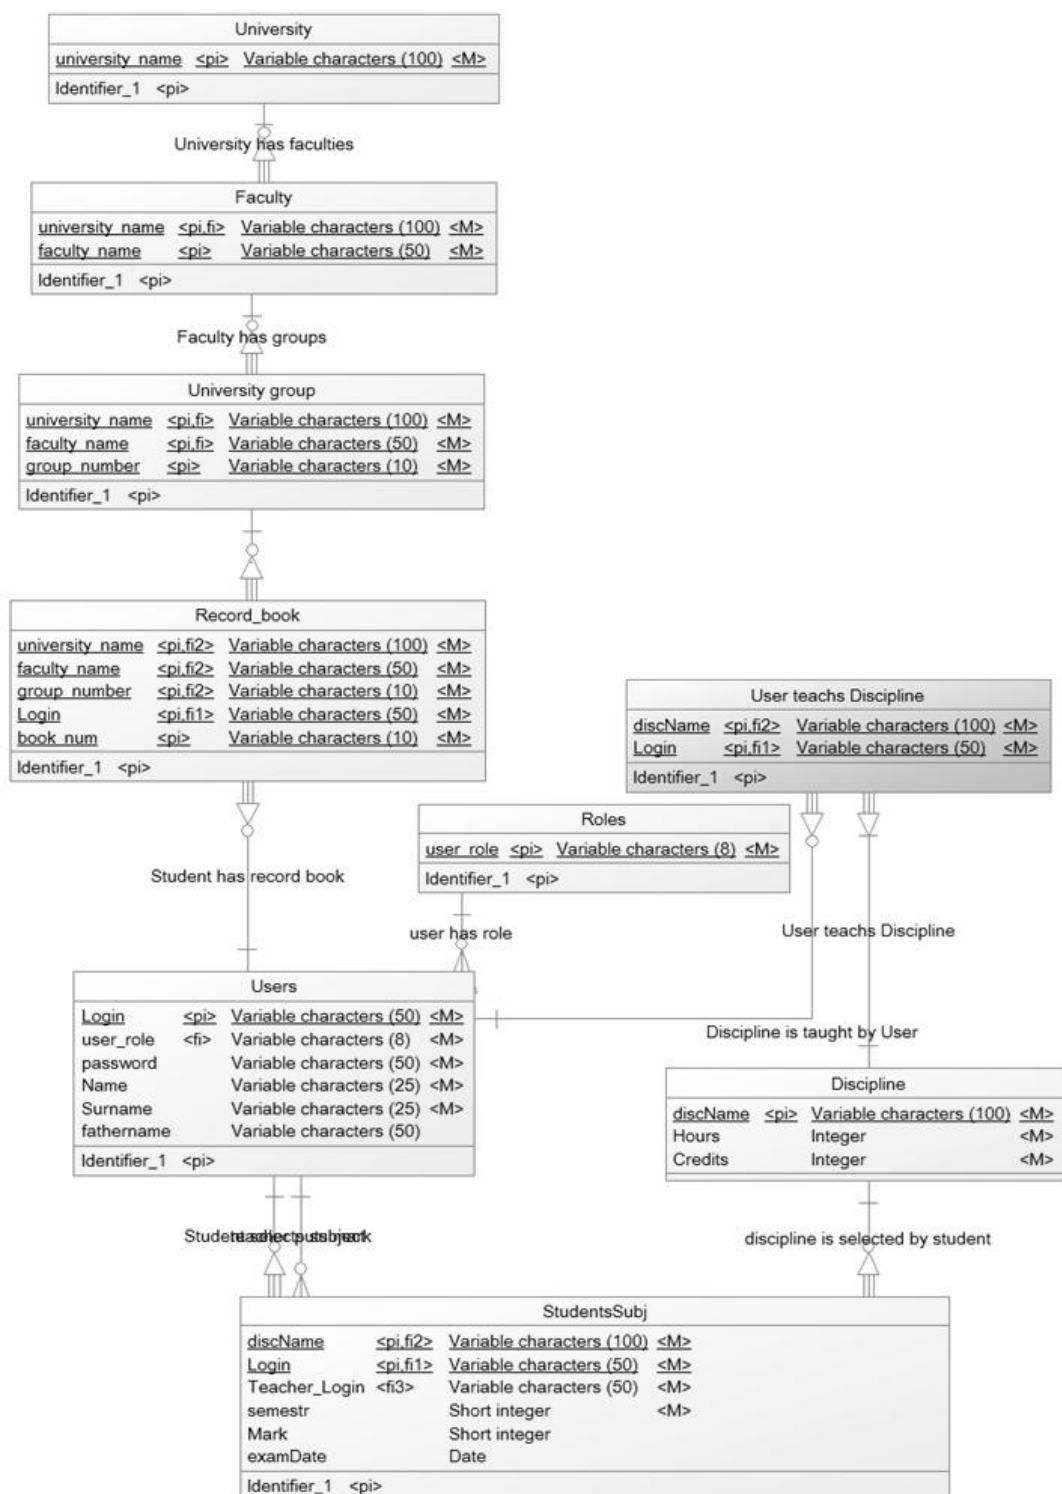 University
university_name <pi> Variable characters (100) <M>
Identifier_1 <pi>
University has faculties
Faculty
university_name <pi,fi> Variable characters (100) <M>
faculty_name <pi> Variable characters (50) <M>
Identifier_1 <pi>
Faculty has groups
University group
university_name <pi,fi> Variable characters (100) <M>
faculty_name <pi,fi> Variable characters (50) <M>
group_number <pi> Variable characters (10) <M>
Identifier_1 <pi>
Record_book
university_name <pi,fi2> Variable characters (100) <M>
faculty_name <pi,fi2> Variable characters (50) <M>
group_number <pi,fi2> Variable characters (10) <M>
Login <pi,fi1> Variable characters (50) <M>
book_num <pi> Variable characters (10) <M>
Identifier_1 <pi>
User teachs Discipline
discName <pi,fi2> Variable characters (100) <M>
Login <pi,fi1> Variable characters (50) <M>
Identifier_1 <pi>
Roles
user_role <pi> Variable characters (8) <M>
Identifier_1 <pi>
Student has record book
user has role
User teachs Discipline
Users
Login <pi> Variable characters (50) <M>
user_role <fi> Variable characters (8) <M>
password Variable characters (50) <M>
Name Variable characters (25) <M>
Surname Variable characters (25) <M>
fathername Variable characters (50)
Identifier_1 <pi>
Discipline is taught by User
Discipline
discName <pi> Variable characters (100) <M>
Hours Integer <M>
Credits Integer <M>
Student
discipline is selected by student
StudentsSubj
discName <pi,fi2> Variable characters (100) <M>
Login <pi,fi1> Variable characters (50) <M>
Teacher_Login <fi3> Variable characters (50) <M>
semestr Short integer <M>
Mark Short integer
examDate Date
Identifier_1 <pi>